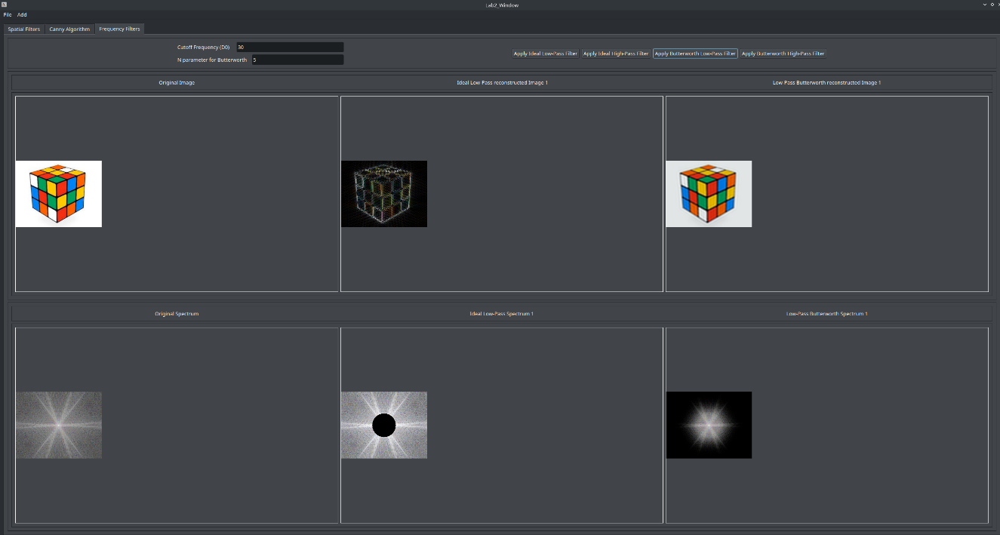 Lab2_Window
File Add
Spatial Filters Canny Algorithm Frequency Filters
Cutoff Frequency (D0) 30
N parameter for Butterworth 5
Apply Ideal Low-Pass Filter Apply Ideal High-Pass Filter Apply Butterworth Low-Pass Filter Apply Butterworth High-Pass Filter
Original Image Ideal Low-Pass reconstructed Image 1 Low Pass Butterworth reconstructed Image 1
Original Spectrum Ideal Low-Pass Spectrum 1 Low-Pass Butterworth Spectrum 1